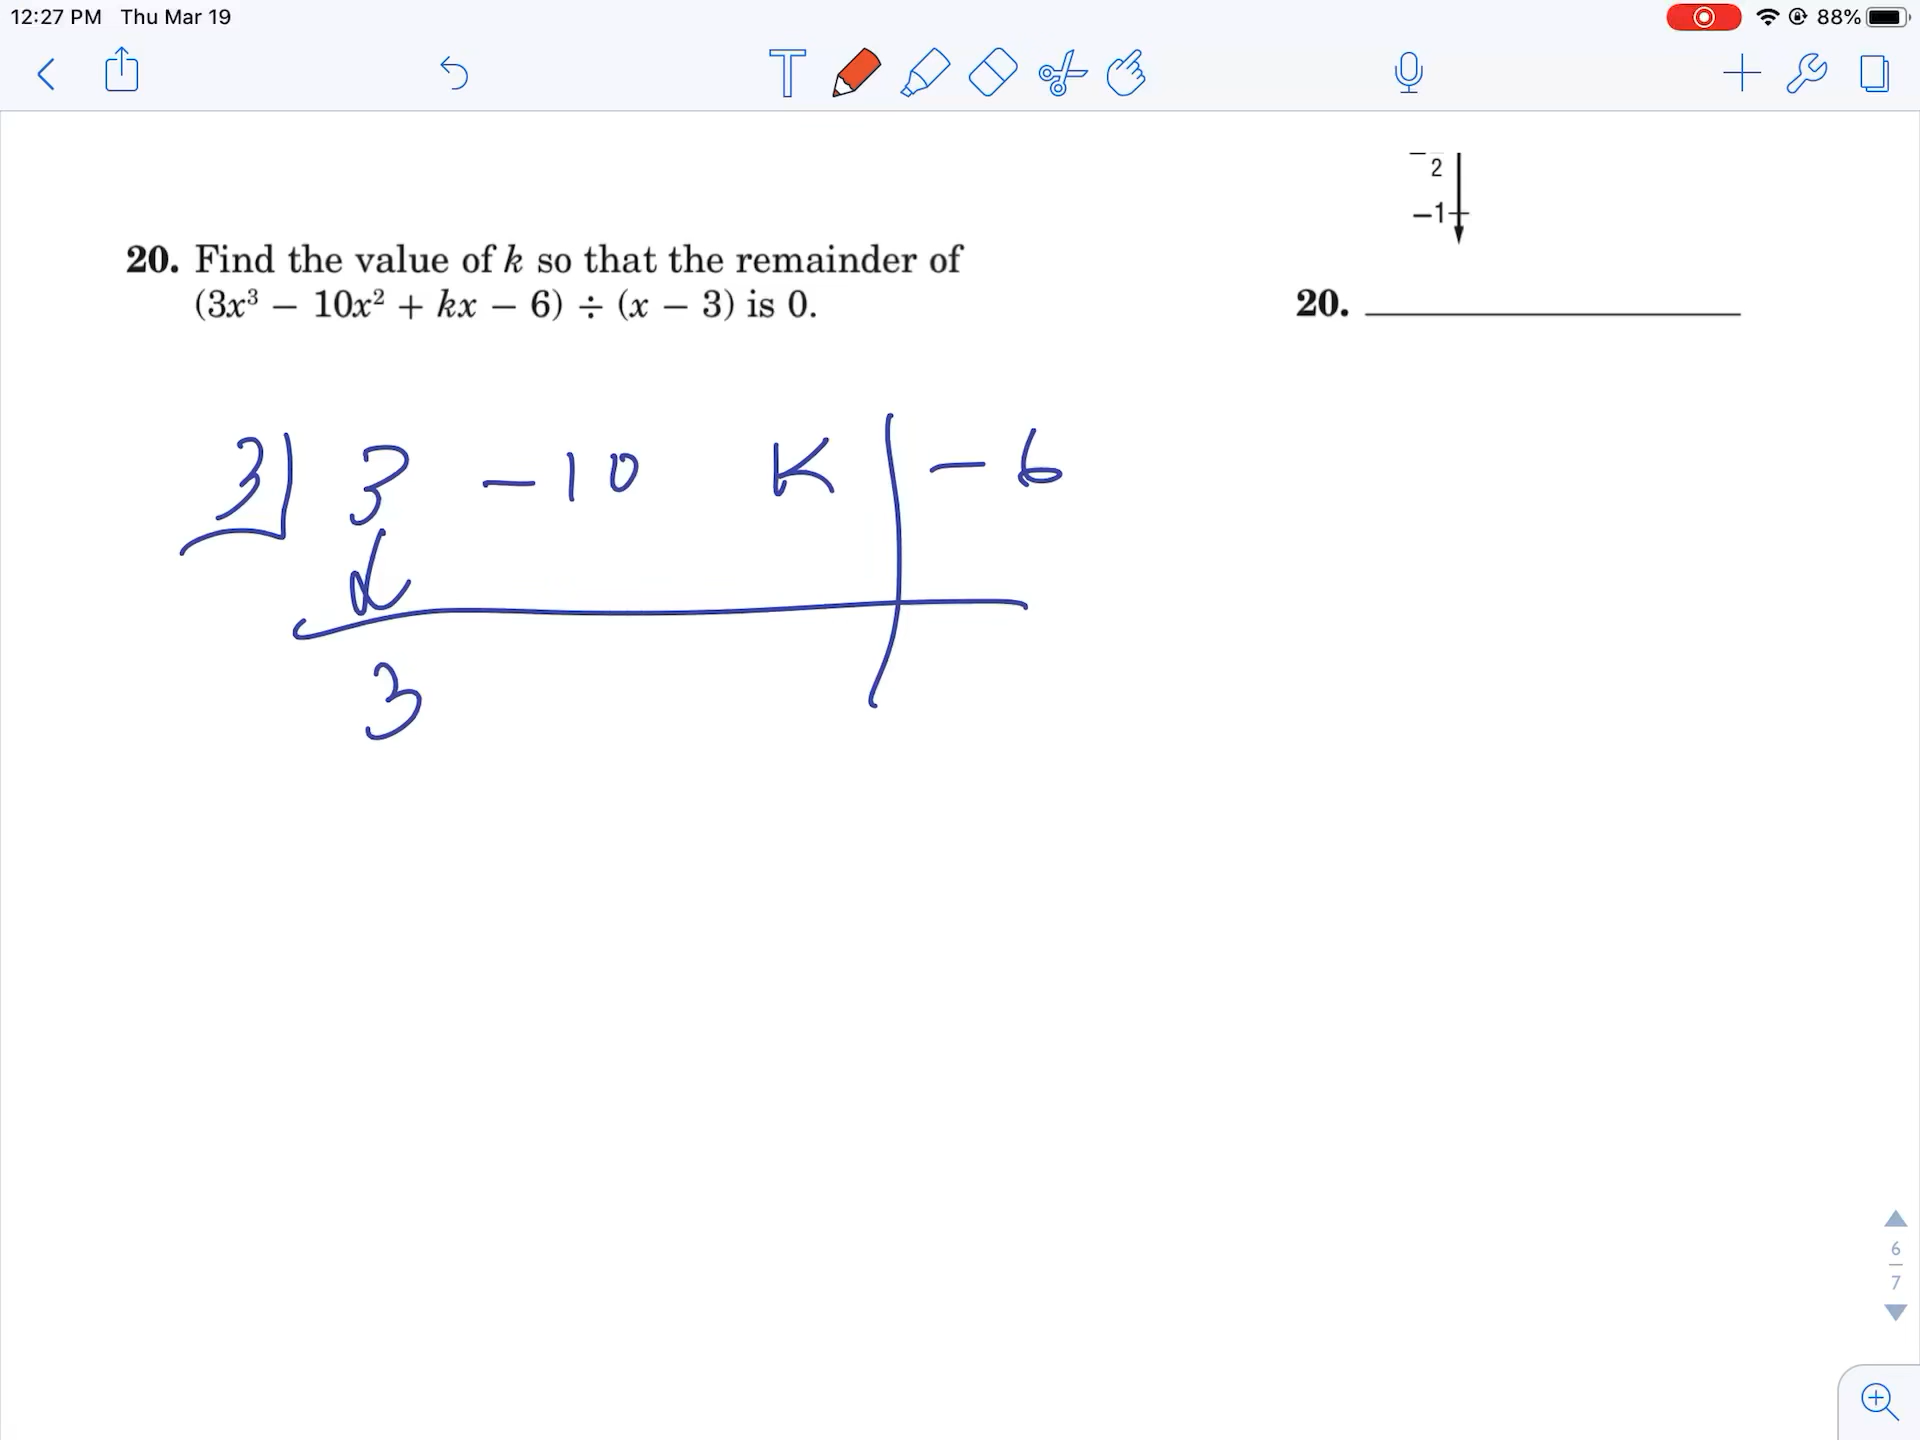 12:27 PM Thu Mar 19
88%
T
2
−1
20. Find the value of k so that the remainder of
(3x³ − 10x² + kx − 6) ÷ (x − 3) is 0.
20.
3 3 −10 K −6
3
6
7